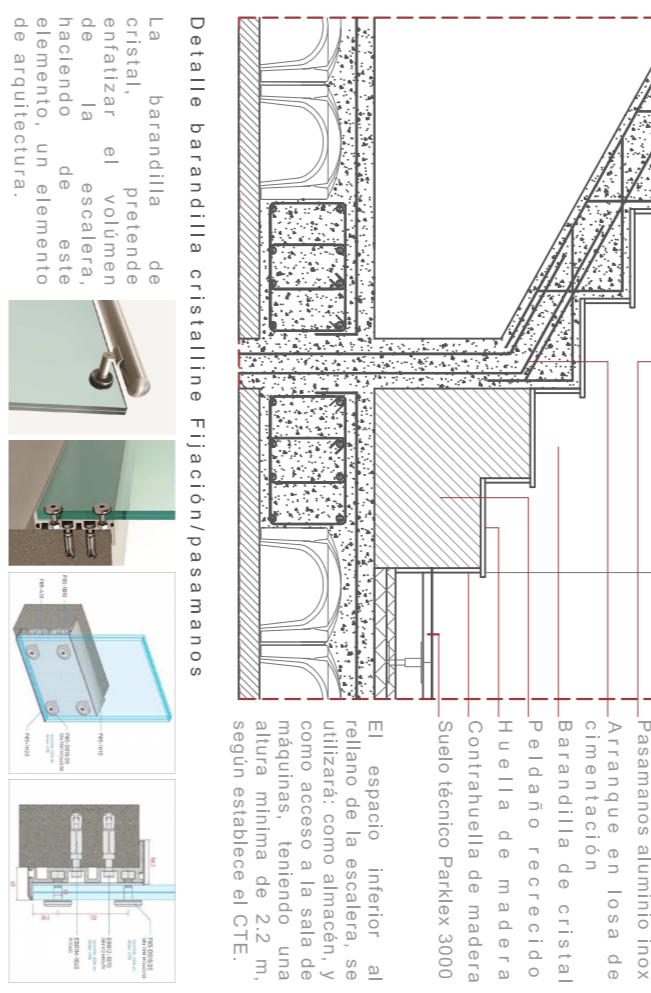 Pasamanos aluminio inox
Arranque en losa de
cimentación
Barandilla de cristal
Peldaño recrecido
Huella de madera
Contrahuella de madera
Suelo técnico Parklex 3000
El espacio inferior al
rellano de la escalera, se
utilizará: como almacén, y
como acceso a la sala de
máquinas, teniendo una
altura mínima de 2.2 m,
según establece el CTE.
Detalle barandilla cristalline Fijación/pasamanos
La barandilla de
cristal, pretende
enfatizar el volúmen
de la escalera,
haciendo de este
elemento, un elemento
de arquitectura.